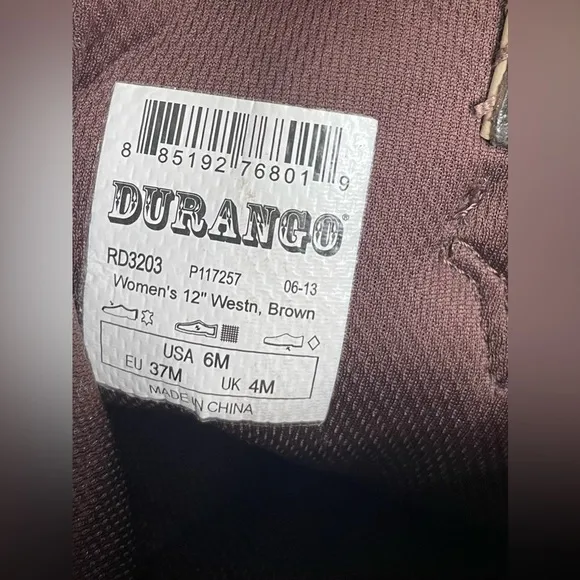 8 85192 76801 9
DURANGO®
RD3203 P117257 06-13
Women's 12" Westn, Brown
USA 6M
EU 37M UK 4M
MADE IN CHINA